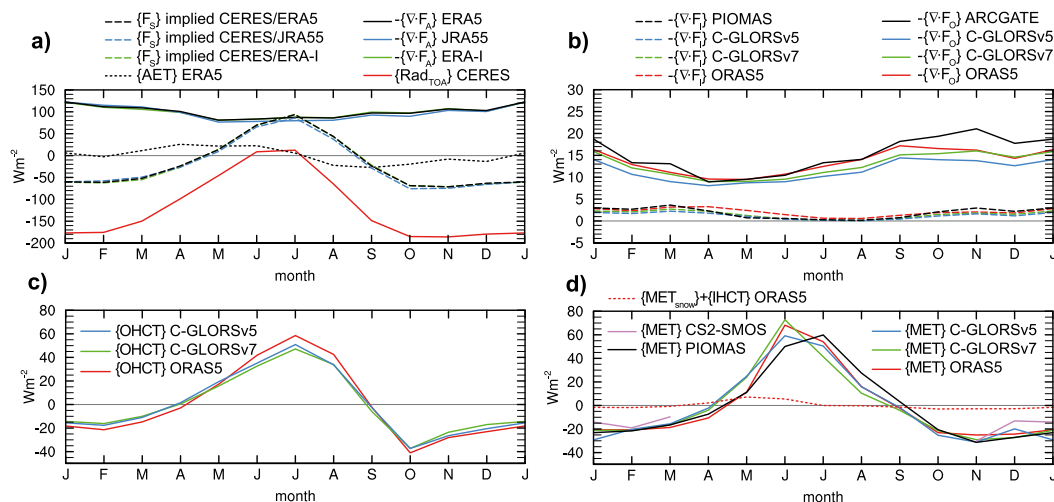 a)
{F_S} implied CERES/ERA5
{F_S} implied CERES/JRA55
{F_S} implied CERES/ERA-I
{AET} ERA5
-{∇·F_A} ERA5
-{∇·F_A} JRA55
-{∇·F_A} ERA-I
{Rad_TOA} CERES
150
100
50
0
-50
-100
-150
-200
Wm⁻²
J F M A M J J A S O N D J
month
b)
-{∇·F_I} PIOMAS
-{∇·F_I} C-GLORSv5
-{∇·F_I} C-GLORSv7
-{∇·F_I} ORAS5
-{∇·F_O} ARCGATE
-{∇·F_O} C-GLORSv5
-{∇·F_O} C-GLORSv7
-{∇·F_O} ORAS5
30
25
20
15
10
5
0
-5
Wm⁻²
J F M A M J J A S O N D J
month
c)
{OHCT} C-GLORSv5
{OHCT} C-GLORSv7
{OHCT} ORAS5
80
60
40
20
0
-20
-40
Wm⁻²
J F M A M J J A S O N D J
month
d)
{MET_snow}+{IHCT} ORAS5
{MET} CS2-SMOS
{MET} PIOMAS
{MET} C-GLORSv5
{MET} C-GLORSv7
{MET} ORAS5
80
60
40
20
0
-20
-40
Wm⁻²
J F M A M J J A S O N D J
month